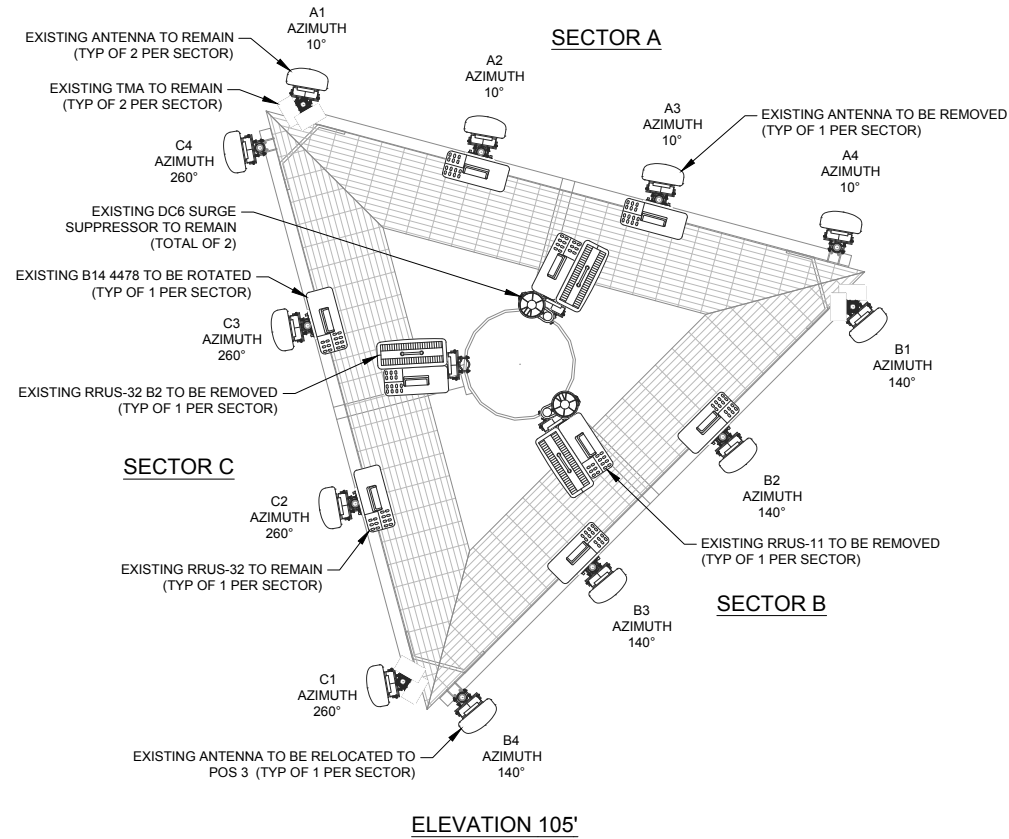 A1
AZIMUTH
10°
EXISTING ANTENNA TO REMAIN
(TYP OF 2 PER SECTOR)
SECTOR A
A2
AZIMUTH
10°
EXISTING TMA TO REMAIN
(TYP OF 2 PER SECTOR)
A3
AZIMUTH
10°
EXISTING ANTENNA TO BE REMOVED
(TYP OF 1 PER SECTOR)
C4
AZIMUTH
260°
A4
AZIMUTH
10°
EXISTING DC6 SURGE
SUPPRESSOR TO REMAIN
(TOTAL OF 2)
EXISTING B14 4478 TO BE ROTATED
(TYP OF 1 PER SECTOR)
C3
AZIMUTH
260°
B1
AZIMUTH
140°
EXISTING RRUS-32 B2 TO BE REMOVED
(TYP OF 1 PER SECTOR)
SECTOR C
B2
AZIMUTH
140°
C2
AZIMUTH
260°
EXISTING RRUS-11 TO BE REMOVED
(TYP OF 1 PER SECTOR)
EXISTING RRUS-32 TO REMAIN
(TYP OF 1 PER SECTOR)
SECTOR B
B3
AZIMUTH
140°
C1
AZIMUTH
260°
B4
AZIMUTH
140°
EXISTING ANTENNA TO BE RELOCATED TO
POS 3 (TYP OF 1 PER SECTOR)
ELEVATION 105'